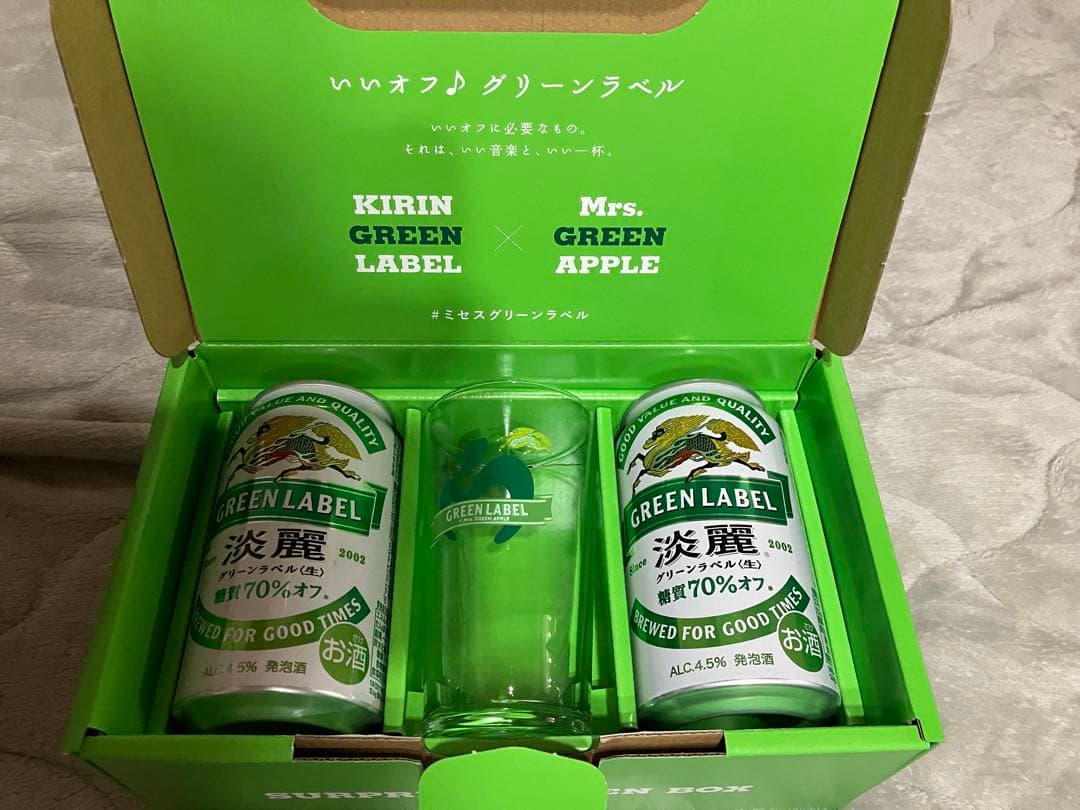 いいオフ♪グリーンラベル
いいオフに必要なもの。
それは、いい音楽と、いい一杯。
KIRIN
GREEN
LABEL
×
Mrs.
GREEN
APPLE
#ミセスグリーンラベル
GOOD VALUE AND QUALITY
GREEN LABEL
Since 2002
淡麗
グリーンラベル〈生〉
糖質70%オフ®
BREWED FOR GOOD TIMES
お酒
ALC.4.5% 発泡酒
GREEN LABEL
× Mrs. GREEN APPLE
GOOD VALUE AND QUALITY
GREEN LABEL
Since 2002
淡麗®
グリーンラベル〈生〉
糖質70%オフ®
BREWED FOR GOOD TIMES
お酒
ALC.4.5% 発泡酒
BOX